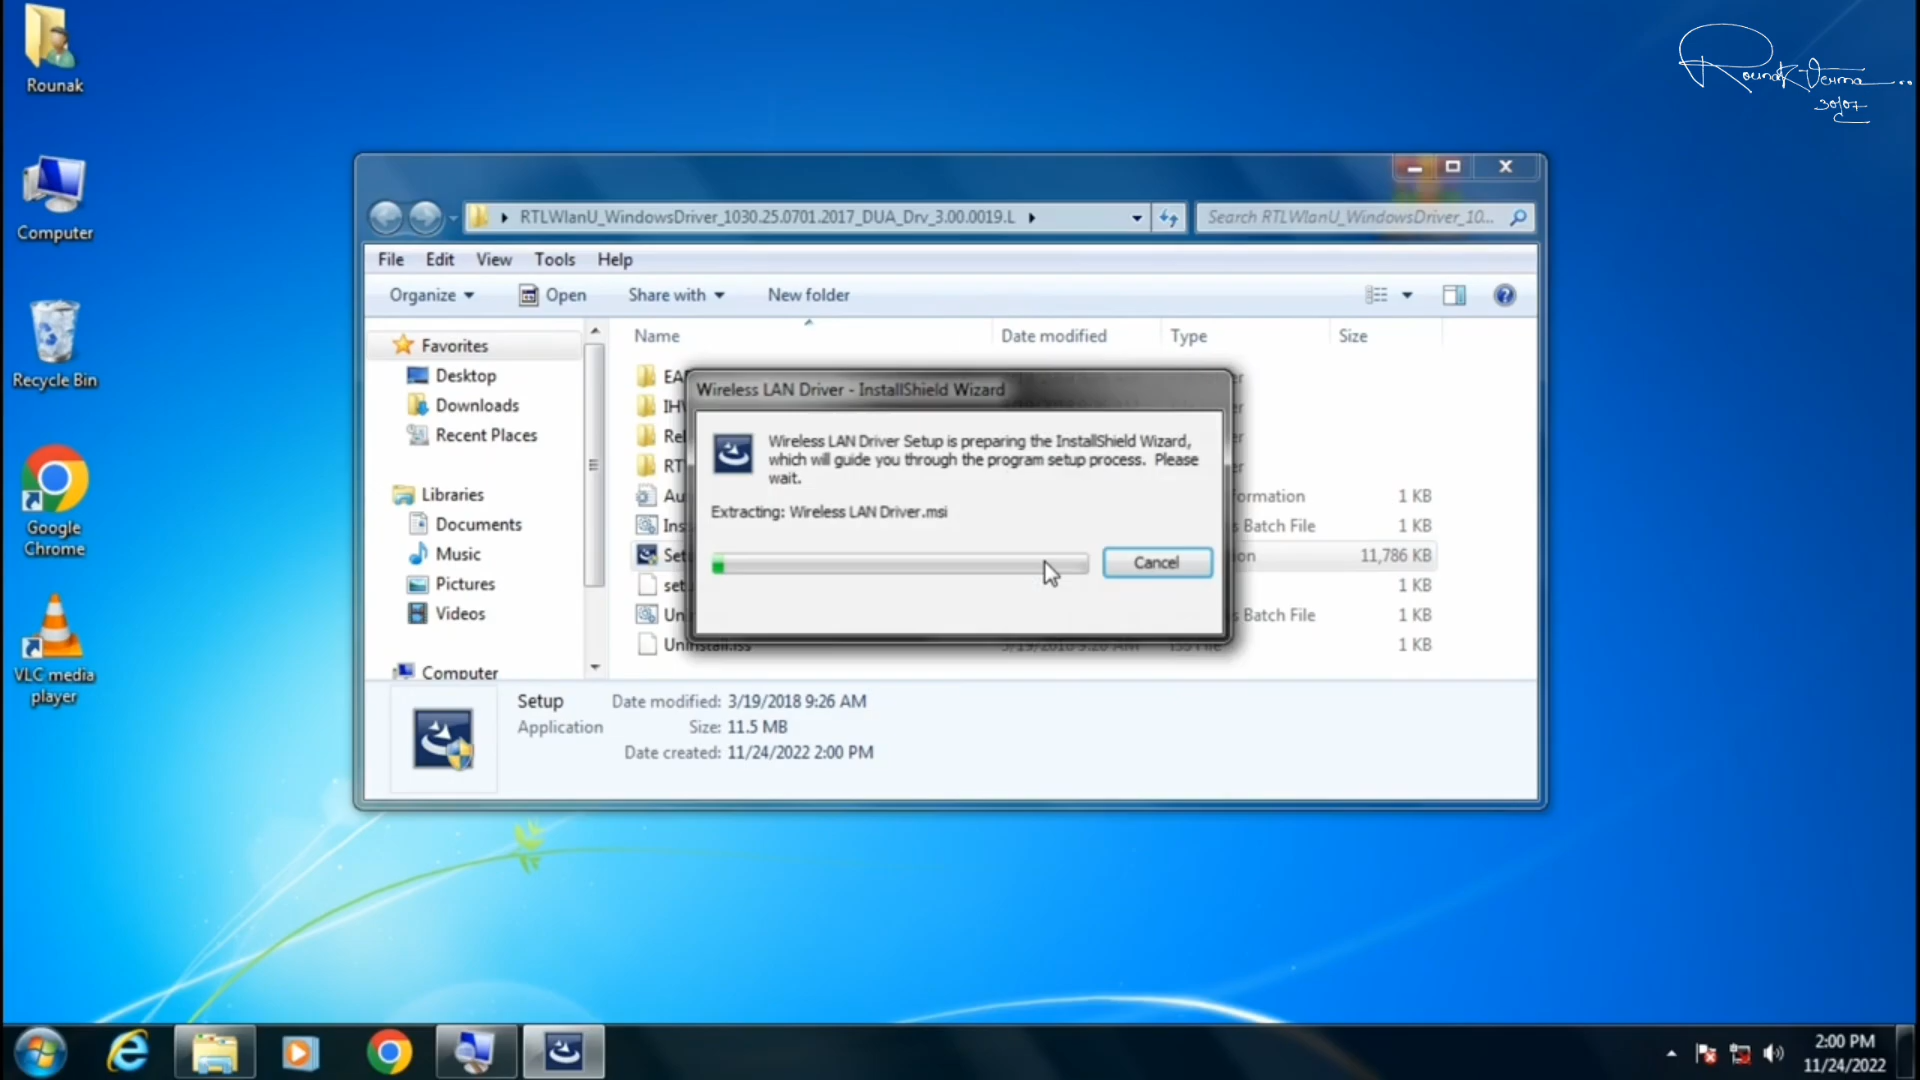 Rounak
Computer
Recycle Bin
Google
Chrome
VLC media
player
Rounak Verma
30/07
RTLWlanU_WindowsDriver_1030.25.0701.2017_DUA_Drv_3.00.0019.L
Search RTLWlanU_WindowsDriver_10...
File Edit View Tools Help
Organize Open Share with New folder
Favorites
Desktop
Downloads
Recent Places
Libraries
Documents
Music
Pictures
Videos
Computer
Name Date modified Type Size
Wireless LAN Driver - InstallShield Wizard
Wireless LAN Driver Setup is preparing the InstallShield Wizard,
which will guide you through the program setup process. Please
wait.
Extracting: Wireless LAN Driver.msi
Cancel
1 KB
Batch File 1 KB
11,786 KB
1 KB
Batch File 1 KB
Uninstall.iss 1 KB
Setup Date modified: 3/19/2018 9:26 AM
Application Size: 11.5 MB
Date created: 11/24/2022 2:00 PM
2:00 PM
11/24/2022